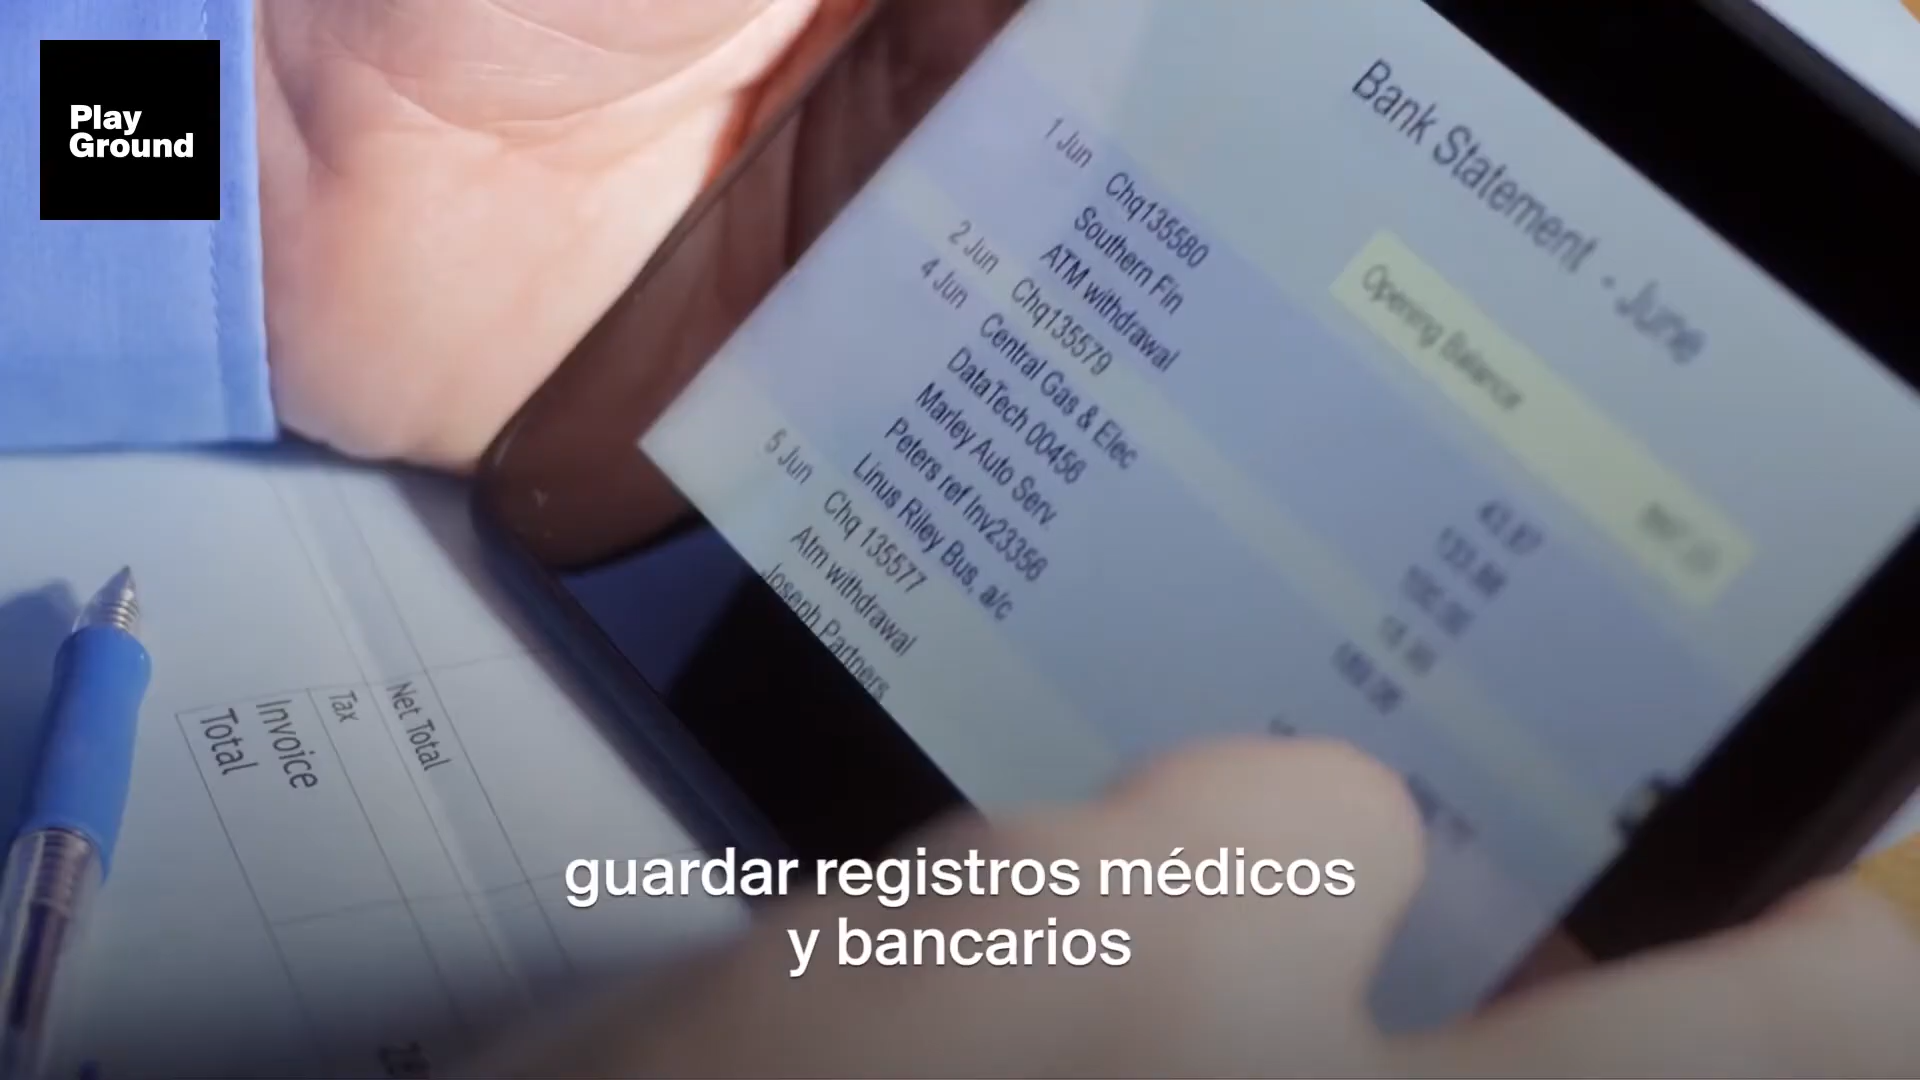 Play
Ground
Bank Statement - June
Opening Balance
1 Jun Chq135580
Southern Fin
ATM withdrawal
2 Jun Chq135579
4 Jun Central Gas & Elec
DataTech 00456
Marley Auto Serv
Peters ref Inv23356
Linus Riley Bus, a/c
5 Jun Chq 135577
Atm withdrawal
Joseph Partners
Net Total
Tax
Invoice
Total
guardar registros médicos
y bancarios